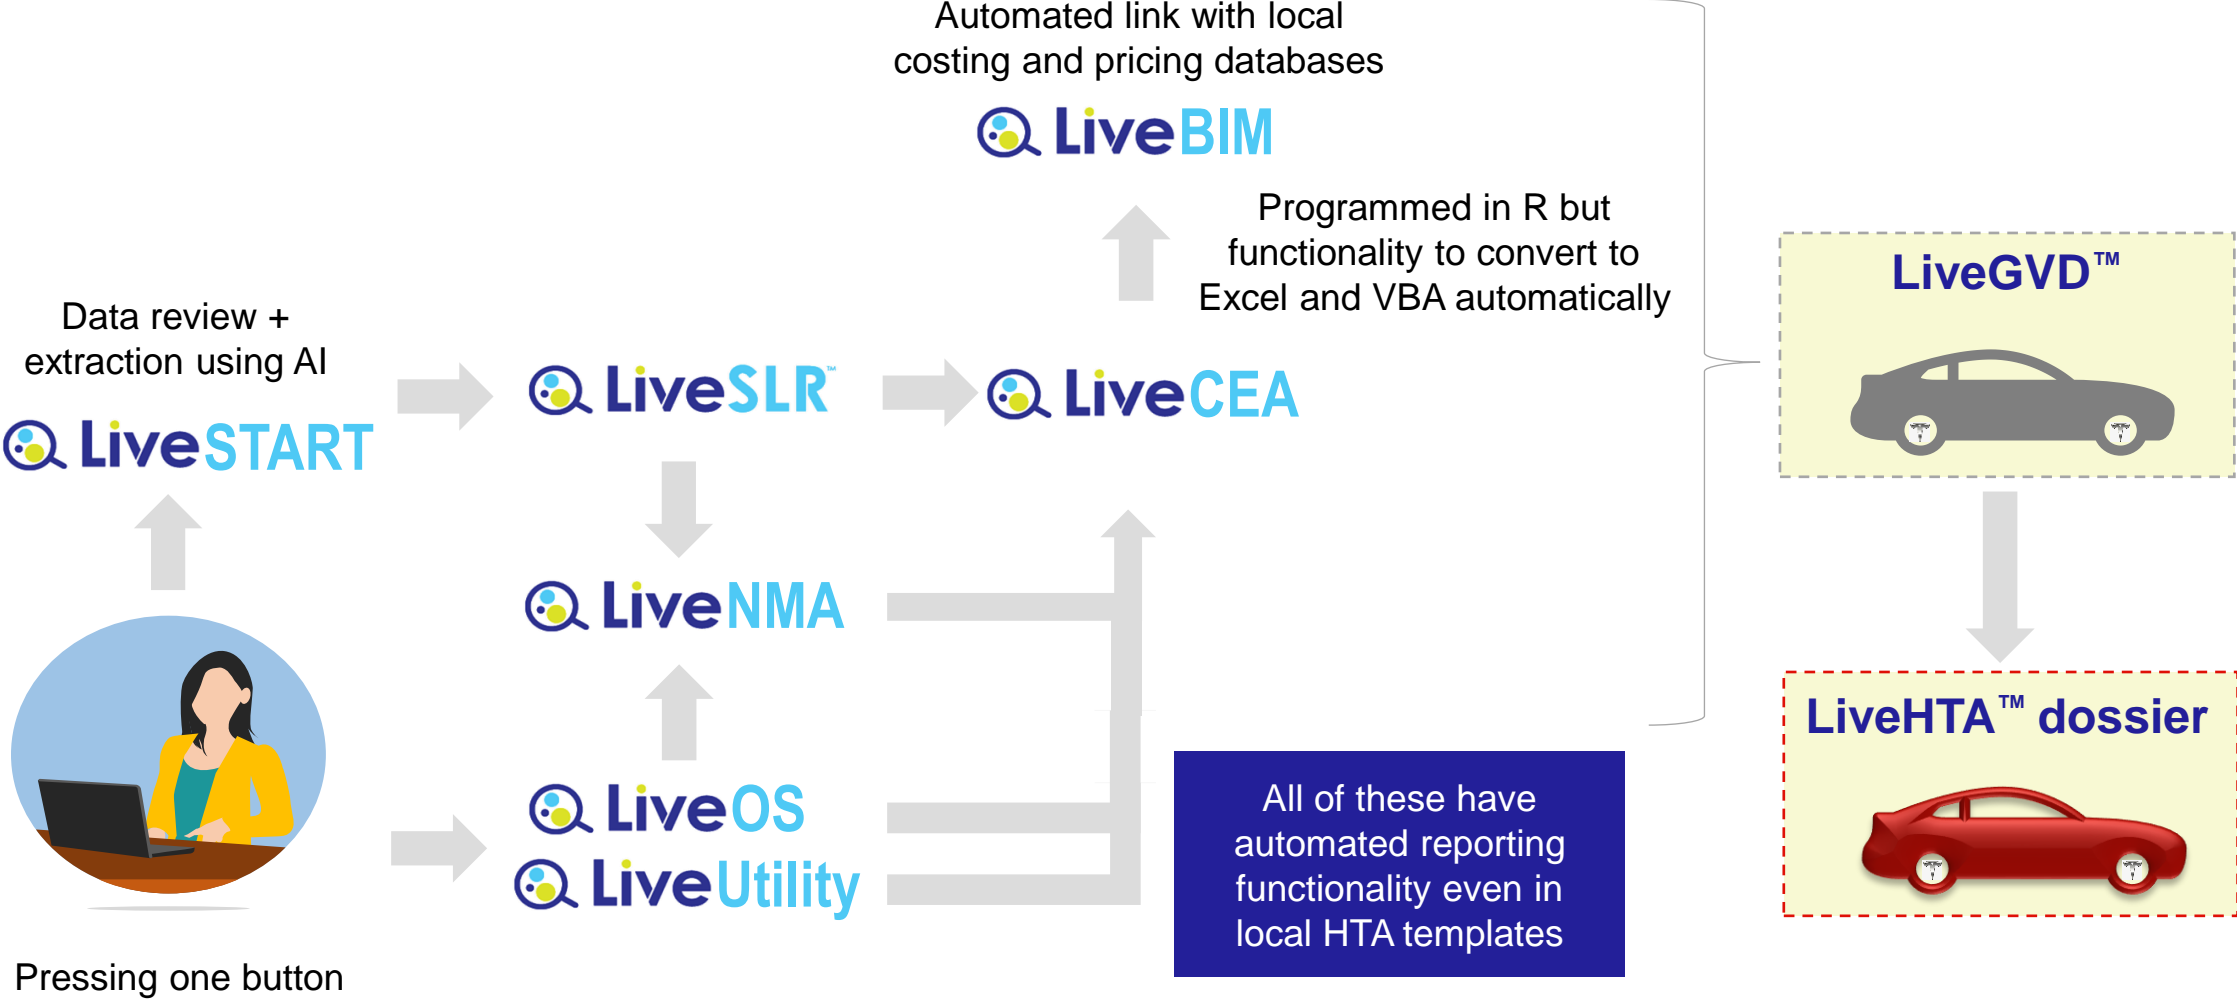 Automated link with local
costing and pricing databases
LiveBIM
Programmed in R but
functionality to convert to
Excel and VBA automatically
Data review +
extraction using AI
LiveSTART
LiveSLR™
LiveCEA
LiveNMA
LiveOS
LiveUtility
Pressing one button
All of these have
automated reporting
functionality even in
local HTA templates
LiveGVD™
LiveHTA™ dossier